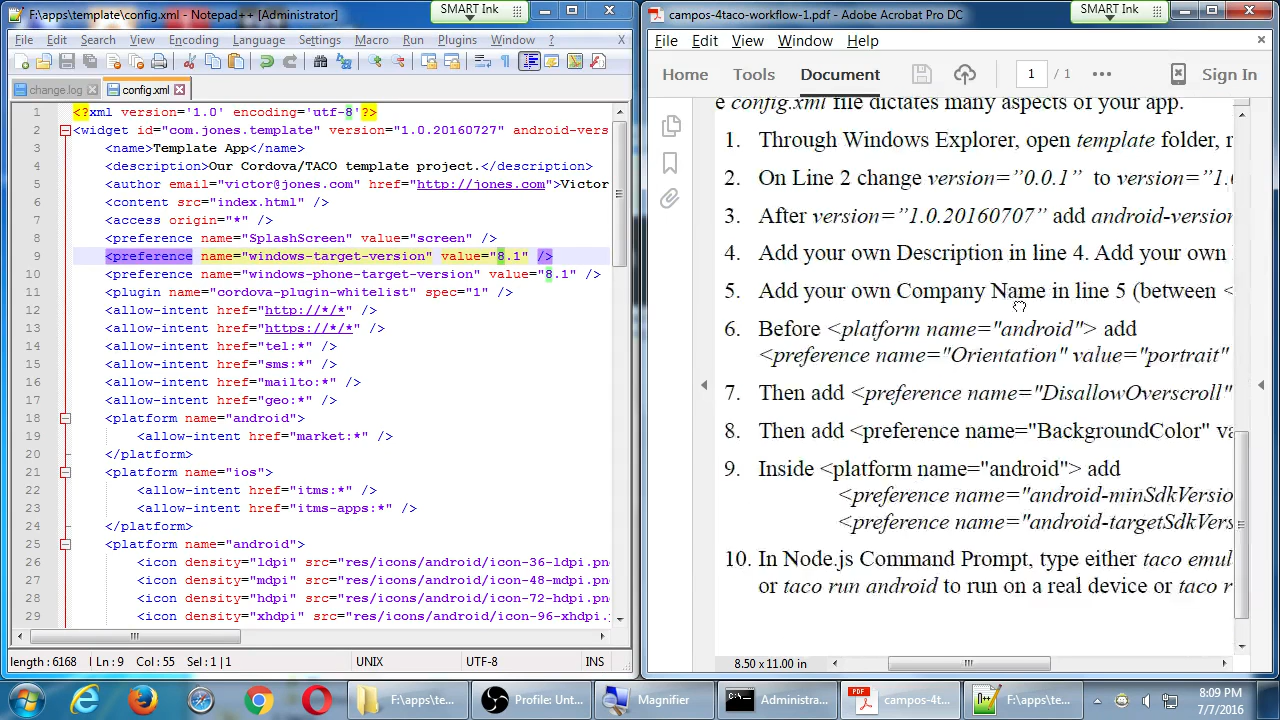 F:\apps\template\config.xml - Notepad++ [Administrator]
SMART Ink
File Edit Search View Encoding Language Settings Macro Run Plugins Window ? X
change.log
config.xml
1 <?xml version='1.0' encoding='utf-8'?>
2 <widget id="com.jones.template" version="1.0.20160727" android-vers
3 <name>Template App</name>
4 <description>Our Cordova/TACO template project.</description>
5 <author email="victor@jones.com" href="http://jones.com">Victor
6 <content src="index.html" />
7 <access origin="*" />
8 <preference name="SplashScreen" value="screen" />
9 <preference name="windows-target-version" value="8.1" />
10 <preference name="windows-phone-target-version" value="8.1" />
11 <plugin name="cordova-plugin-whitelist" spec="1" />
12 <allow-intent href="http://*/*" />
13 <allow-intent href="https://*/*" />
14 <allow-intent href="tel:*" />
15 <allow-intent href="sms:*" />
16 <allow-intent href="mailto:*" />
17 <allow-intent href="geo:*" />
18 <platform name="android">
19 <allow-intent href="market:*" />
20 </platform>
21 <platform name="ios">
22 <allow-intent href="itms:*" />
23 <allow-intent href="itms-apps:*" />
24 </platform>
25 <platform name="android">
26 <icon density="ldpi" src="res/icons/android/icon-36-ldpi.png
27 <icon density="mdpi" src="res/icons/android/icon-48-mdpi.png
28 <icon density="hdpi" src="res/icons/android/icon-72-hdpi.png
29 <icon density="xhdpi" src="res/icons/android/icon-96-xhdpi.
length : 6168 Ln : 9 Col : 55 Sel : 1 | 1 UNIX UTF-8 INS
campos-4taco-workflow-1.pdf - Adobe Acrobat Pro DC
SMART Ink
File Edit View Window Help
Home Tools Document 1 / 1 Sign In
e config.xml file dictates many aspects of your app.
1. Through Windows Explorer, open template folder, r
2. On Line 2 change version="0.0.1" to version="1.0
3. After version="1.0.20160707" add android-version
4. Add your own Description in line 4. Add your own
5. Add your own Company Name in line 5 (between <
6. Before <platform name="android"> add
<preference name="Orientation" value="portrait"
7. Then add <preference name="DisallowOverscroll"
8. Then add <preference name="BackgroundColor" va
9. Inside <platform name="android"> add
<preference name="android-minSdkVersio
<preference name="android-targetSdkVers
10. In Node.js Command Prompt, type either taco emul
or taco run android to run on a real device or taco r
8.50 x 11.00 in
F:\apps\te...
Profile: Unt...
Magnifier
Administra...
campos-4t...
F:\apps\te...
8:09 PM
7/7/2016